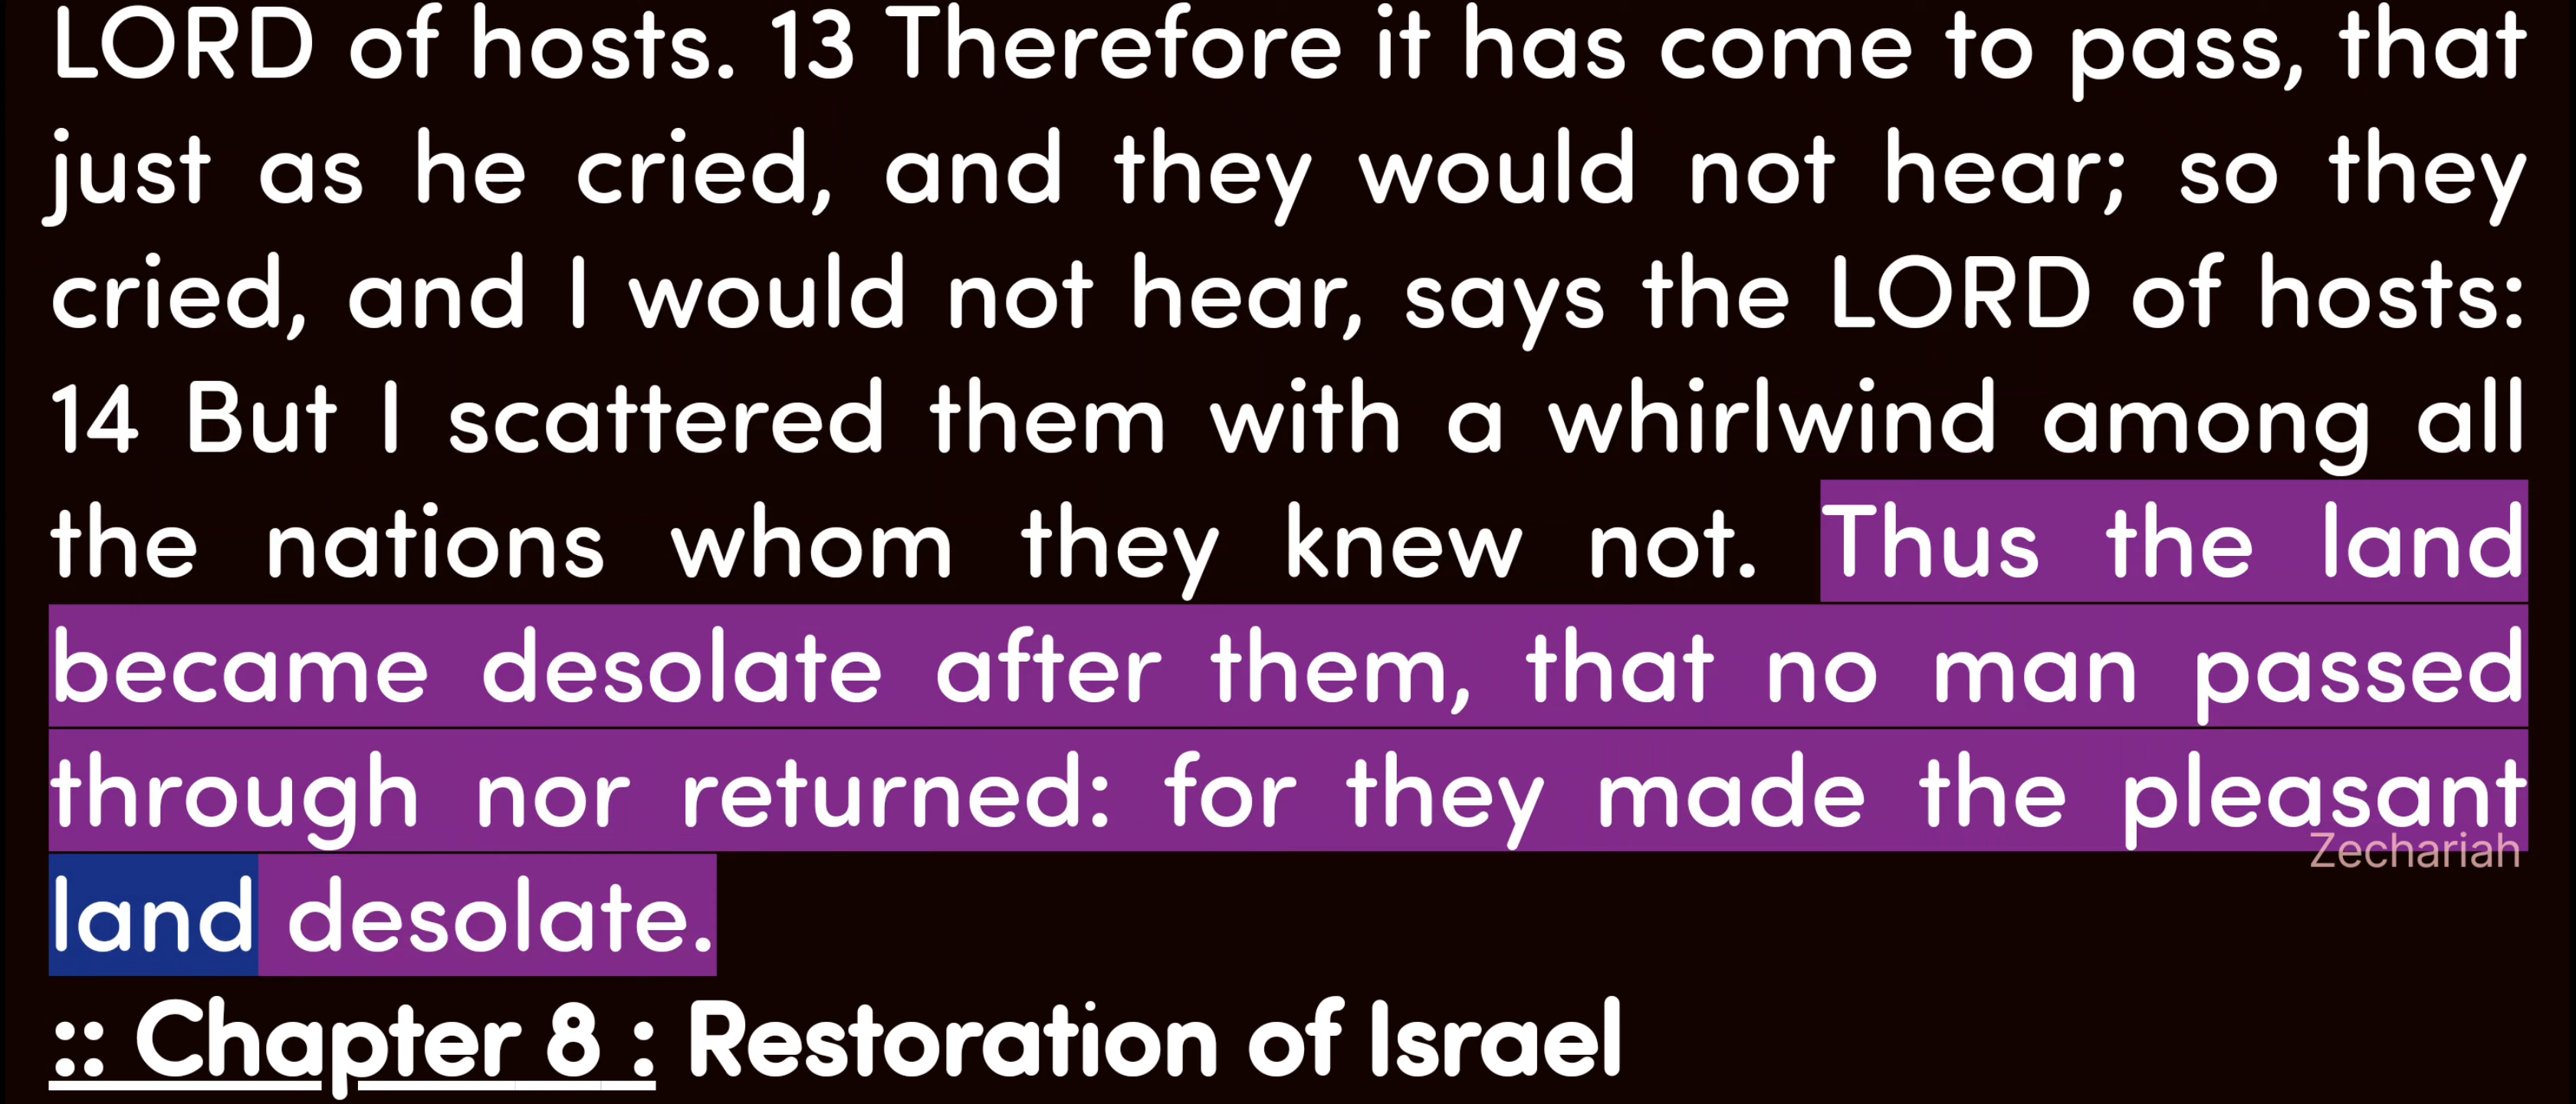 LORD of hosts. 13 Therefore it has come to pass, that
just as he cried, and they would not hear; so they
cried, and I would not hear, says the LORD of hosts:
14 But I scattered them with a whirlwind among all
the nations whom they knew not. Thus the land
became desolate after them, that no man passed
through nor returned: for they made the pleasant
Zechariah
land desolate.
:: Chapter 8 : Restoration of Israel